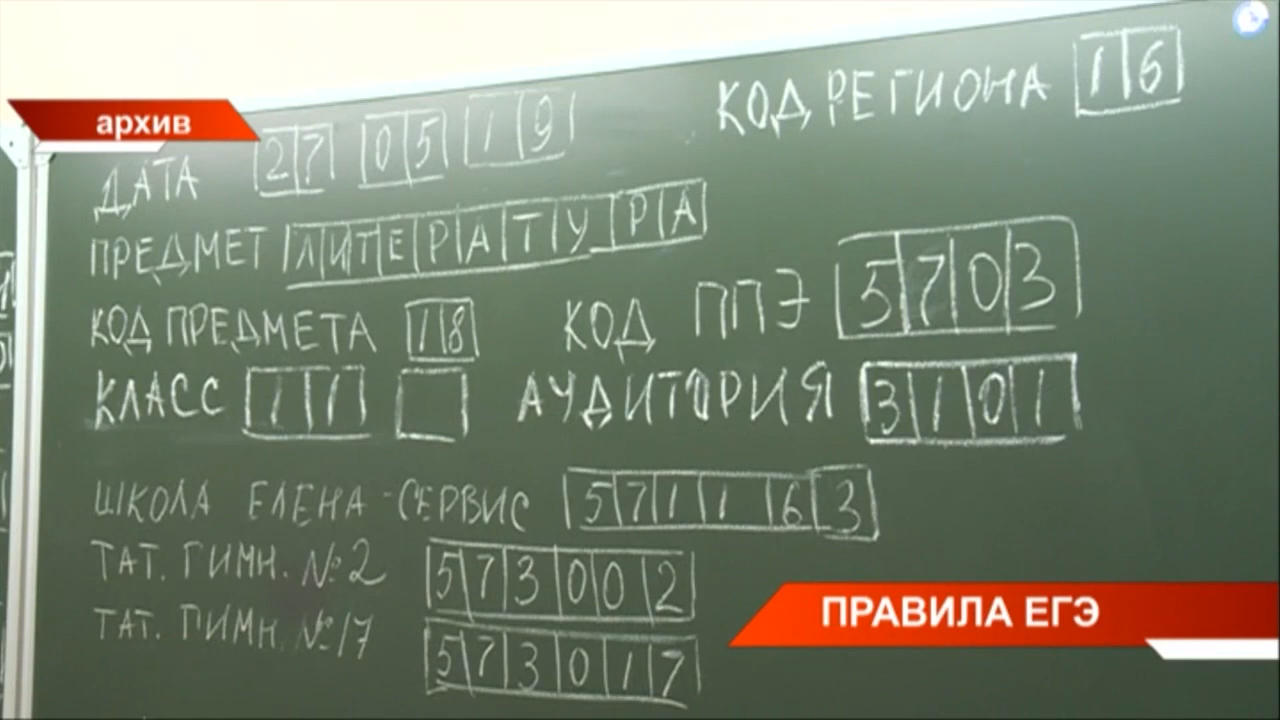 архив
КОД РЕГИОНА 16
ДАТА 27 05 19
ПРЕДМЕТ ЛИТЕРАТУРА
КОД ПРЕДМЕТА 18 КОД ППЭ 5703
КЛАСС 11 АУДИТОРИЯ 3101
ШКОЛА ЕЛЕНА-СЕРВИС 571163
ТАТ. ГИМН. №2 573002
ТАТ. ГИМН. №17 573017
ПРАВИЛА ЕГЭ